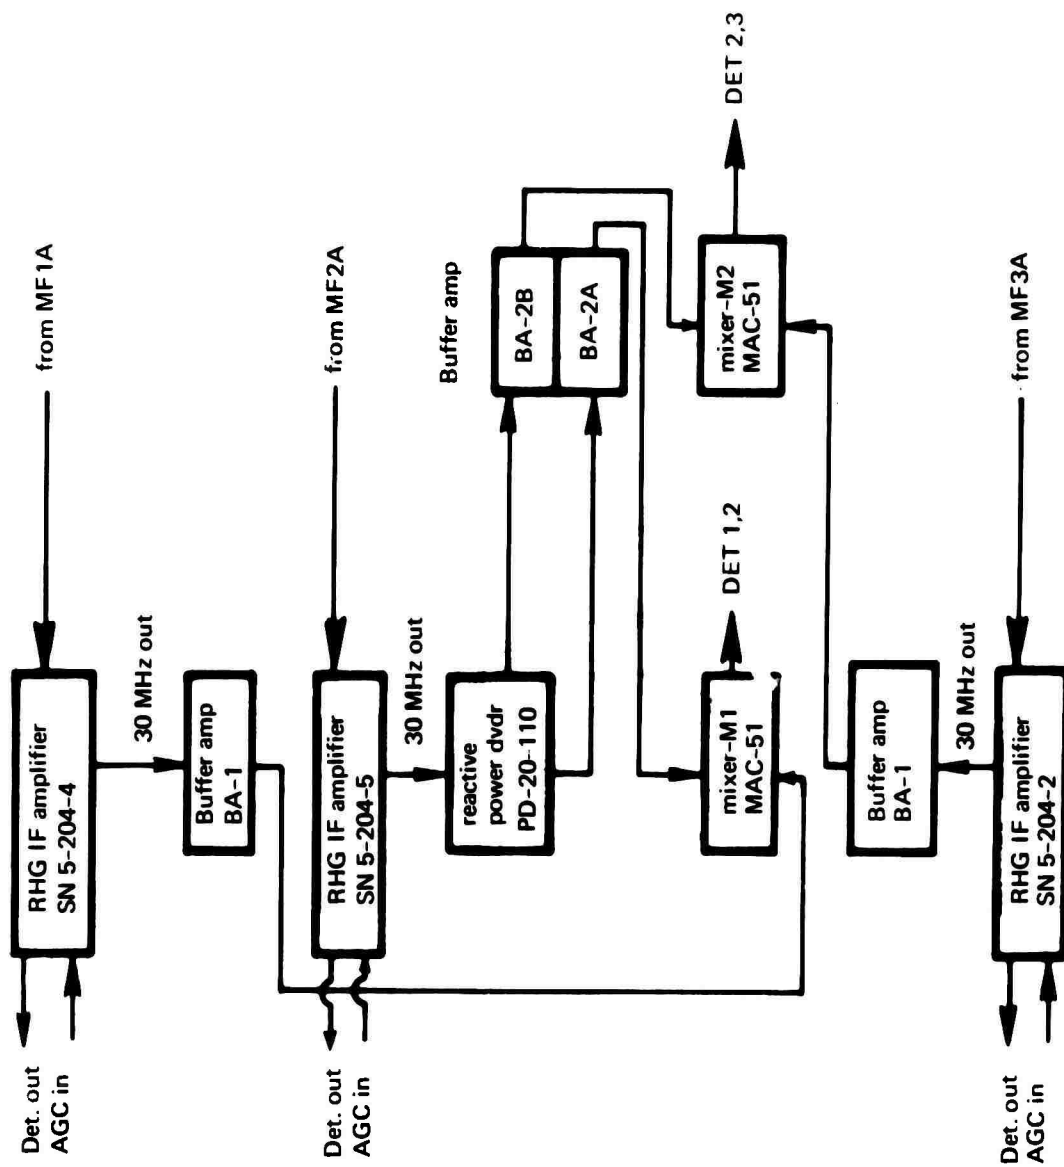 from MF1A
RHG IF amplifier
SN 5-204-4
Det. out
AGC in
30 MHz out
Buffer amp
BA-1
from MF2A
RHG IF amplifier
SN 5-204-5
Det. out
AGC in
30 MHz out
reactive
power dvdr
PD-20-110
Buffer amp
BA-2B
BA-2A
mixer-M1
MAC-51
DET 1,2
mixer-M2
MAC-51
DET 2,3
Buffer amp
BA-1
30 MHz out
from MF3A
RHG IF amplifier
SN 5-204-2
Det. out
AGC in